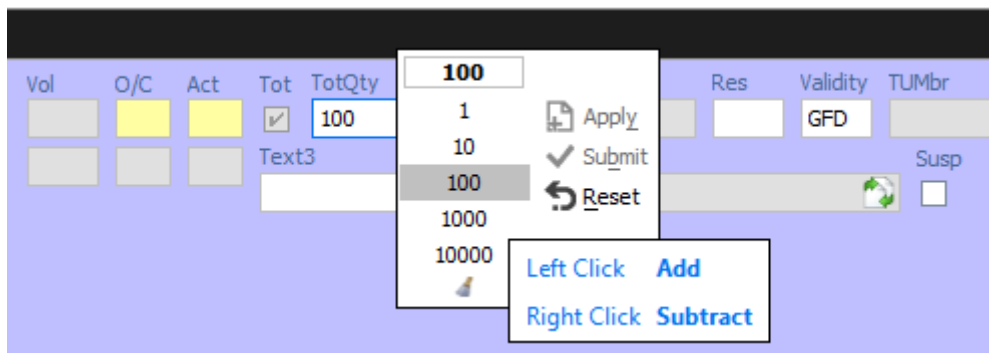 Vol O/C Act Tot TotQty Res Validity TUMbr
100 GFD
Text3 Susp
100
1
10
100
1000
10000
Apply
Submit
Reset
Left Click Add
Right Click Subtract